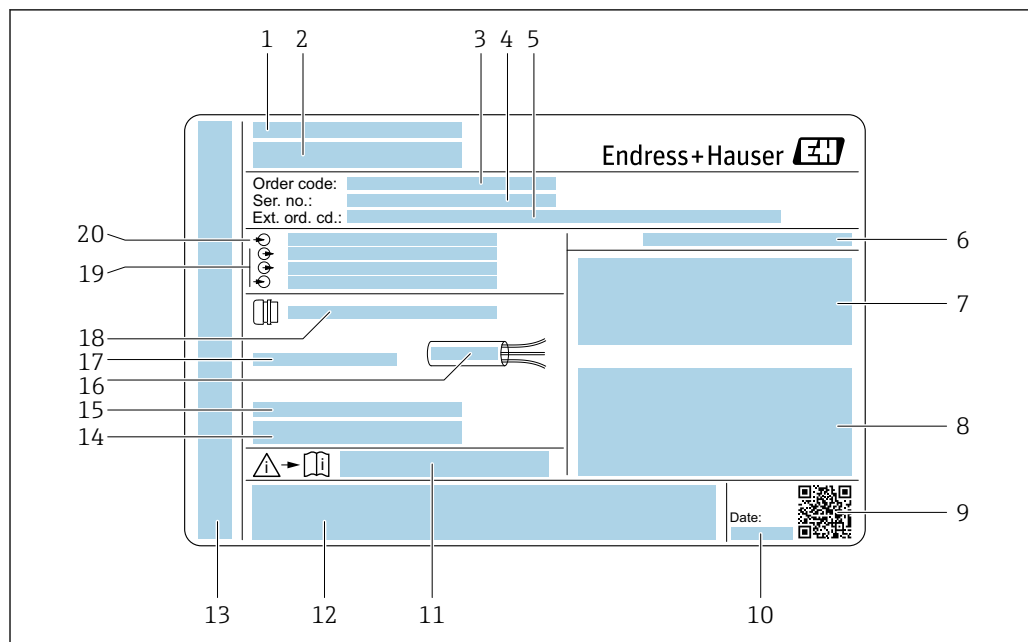 1 2 3 4 5
Endress+Hauser EH
Order code:
Ser. no.:
Ext. ord. cd.:
20
6
19
7
18
17
16
15
14
8
i i
9
Date:
13 12 11 10